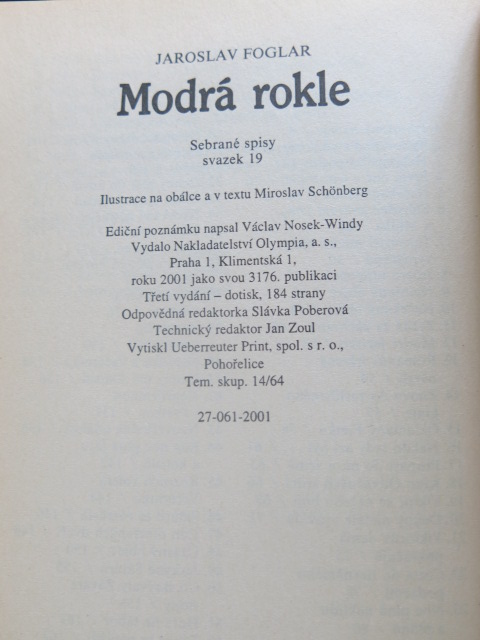 JAROSLAV FOGLAR
Modrá rokle
Sebrané spisy
svazek 19
Ilustrace na obálce a v textu Miroslav Schönberg
Ediční poznámku napsal Václav Nosek-Windy
Vydalo Nakladatelství Olympia, a. s.,
Praha 1, Klimentská 1,
roku 2001 jako svou 3176. publikaci
Třetí vydání – dotisk, 184 strany
Odpovědná redaktorka Slávka Poberová
Technický redaktor Jan Zoul
Vytiskl Ueberreuter Print, spol. s r. o.,
Pohořelice
Tem. skup. 14/64
27-061-2001